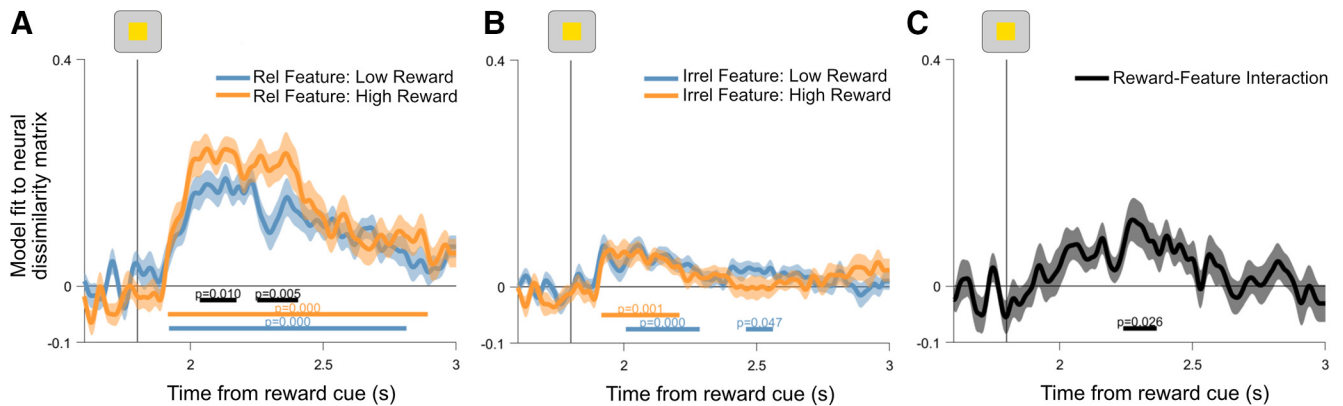 A
0.4
Rel Feature: Low Reward
Rel Feature: High Reward
Model fit to neural
dissimilarity matrix
0
p=0.010 p=0.005
p=0.000
p=0.000
-0.1
2 2.5 3
Time from reward cue (s)
B
0.4
Irrel Feature: Low Reward
Irrel Feature: High Reward
0
p=0.001
p=0.000 p=0.047
-0.1
2 2.5 3
Time from reward cue (s)
C
0.4
Reward-Feature Interaction
0
p=0.026
-0.1
2 2.5 3
Time from reward cue (s)